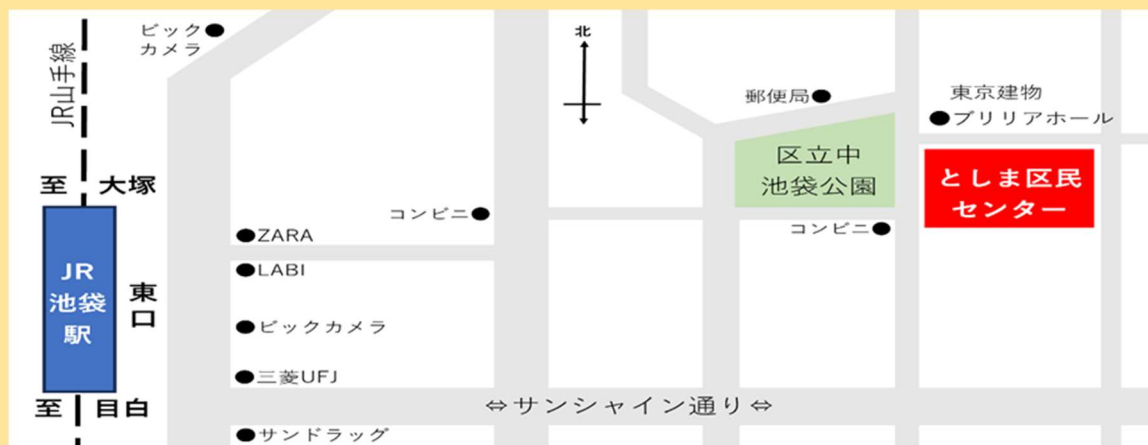 ビック
カメラ
JR山手線
北
郵便局
東京建物
ブリリアホール
区立中
池袋公園
としま区民
センター
至 大塚
コンビニ
コンビニ
ZARA
LABI
JR
池袋
駅
東口
ビックカメラ
三菱UFJ
至 目白
⇔サンシャイン通り⇔
サンドラッグ